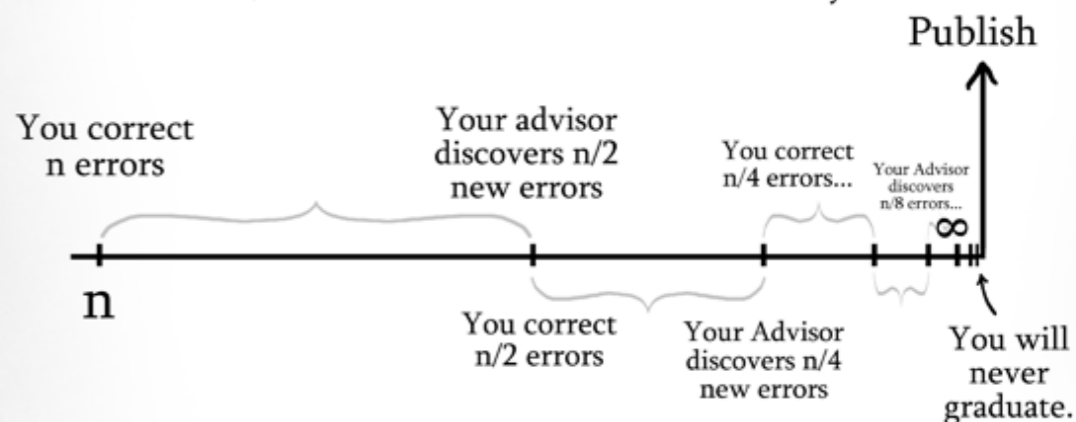 Publish
You correct
n errors
Your advisor
discovers n/2
new errors
You correct
n/4 errors...
Your Advisor
discovers
n/8 errors...
∞
n
You correct
n/2 errors
Your Advisor
discovers n/4
new errors
You will
never
graduate.